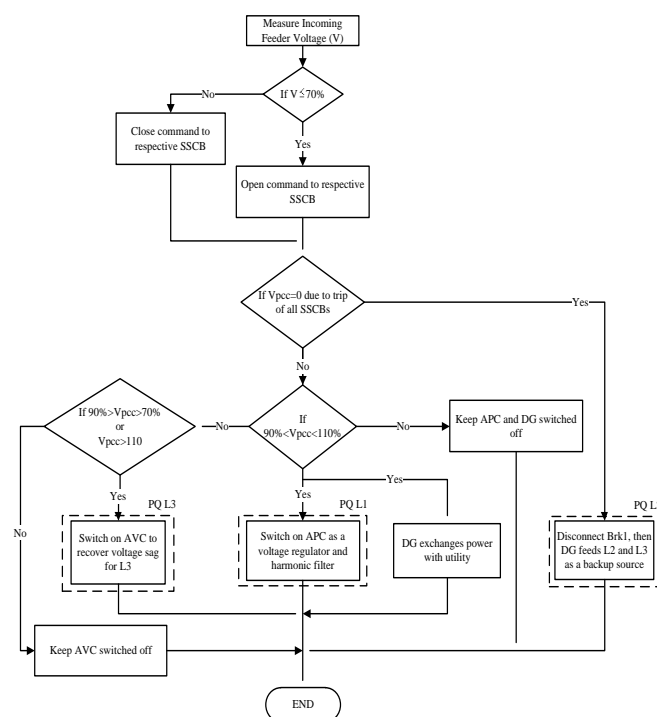 Measure Incoming
Feeder Voltage (V)
If V≤70%
No
Yes
Close command to
respective SSCB
Open command to respective
SSCB
If Vpcc=0 due to trip
of all SSCBs
Yes
No
If 90%>Vpcc>70%
or
Vpcc>110
No
If
90%<Vpcc<110%
No
Keep APC and DG switched
off
Yes
PQ L3
Yes
PQ L1
Yes
PQ L
No
Switch on AVC to
recover voltage sag
for L3
Switch on APC as a
voltage regulator and
harmonic filter
DG exchanges power
with utility
Disconnect Brk1, then
DG feeds L2 and L3
as a backup source
Keep AVC switched off
END